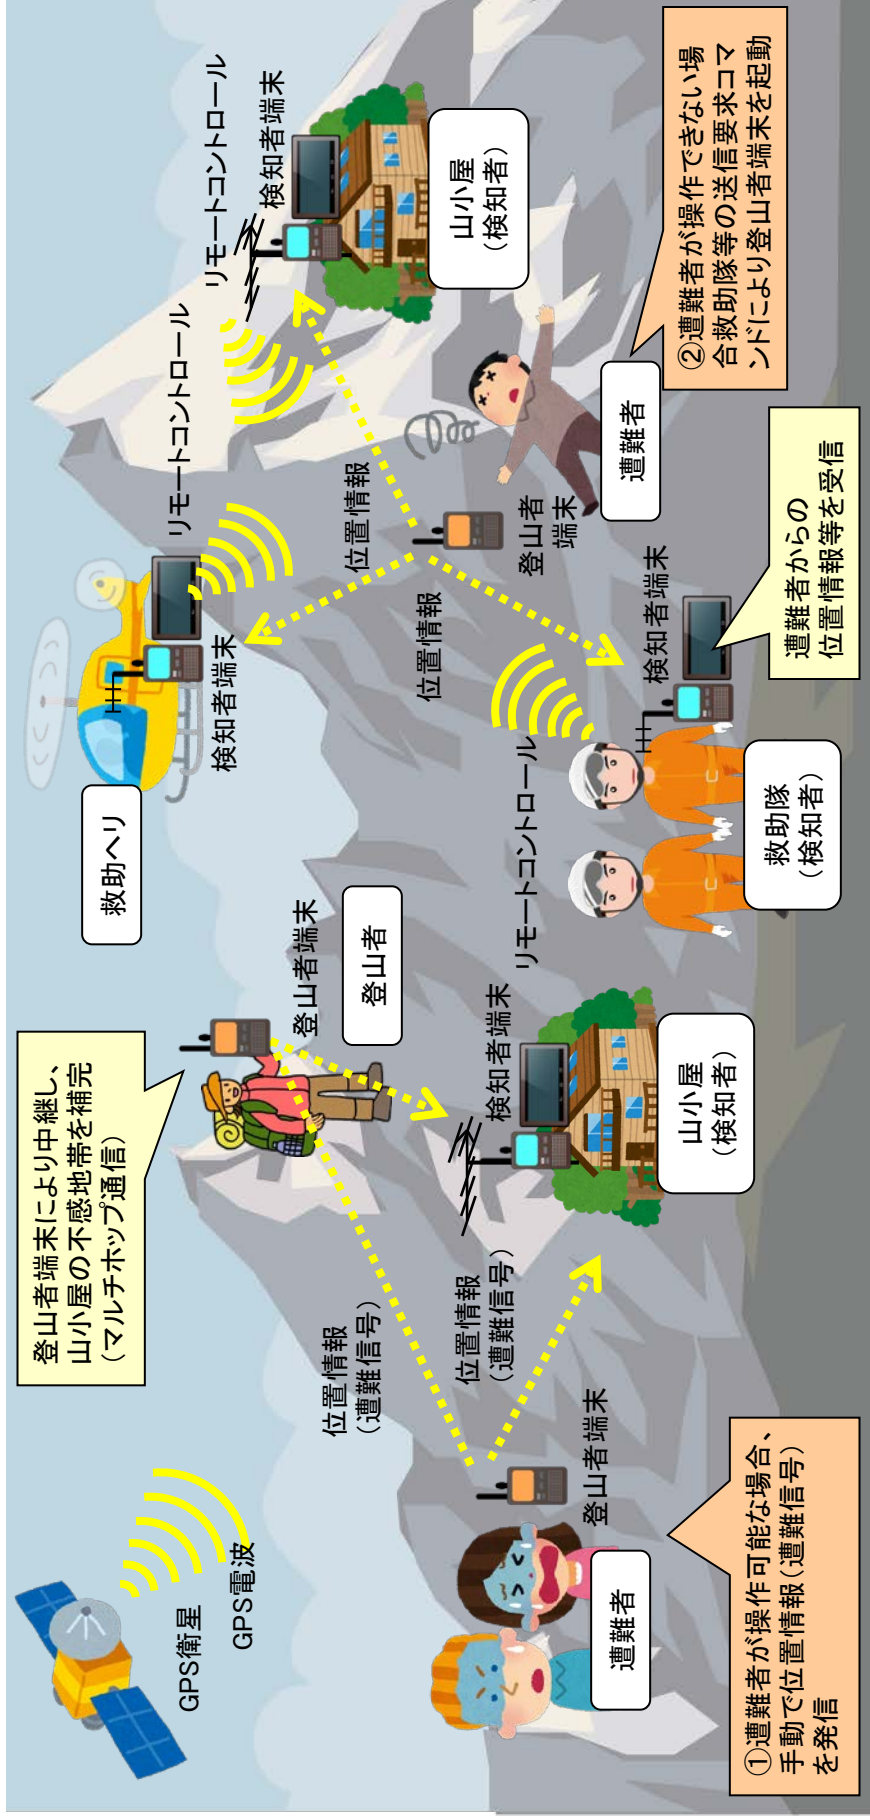 GPS衛星
GPS電波
登山者端末により中継し、
山小屋の不感地帯を補完
（マルチホップ通信）
登山者端末
登山者
位置情報
（遭難信号）
位置情報
（遭難信号）
検知者端末
山小屋
（検知者）
登山者端末
遭難者
①遭難者が操作可能な場合、
手動で位置情報（遭難信号）
を発信
救助ヘリ
検知者端末
リモートコントロール
リモートコントロール
検知者端末
山小屋
（検知者）
位置情報
位置情報
登山者
端末
遭難者
②遭難者が操作できない場
合救助隊等の送信要求コマ
ンドにより登山者端末を起動
リモートコントロール
検知者端末
救助隊
（検知者）
遭難者からの
位置情報等を受信